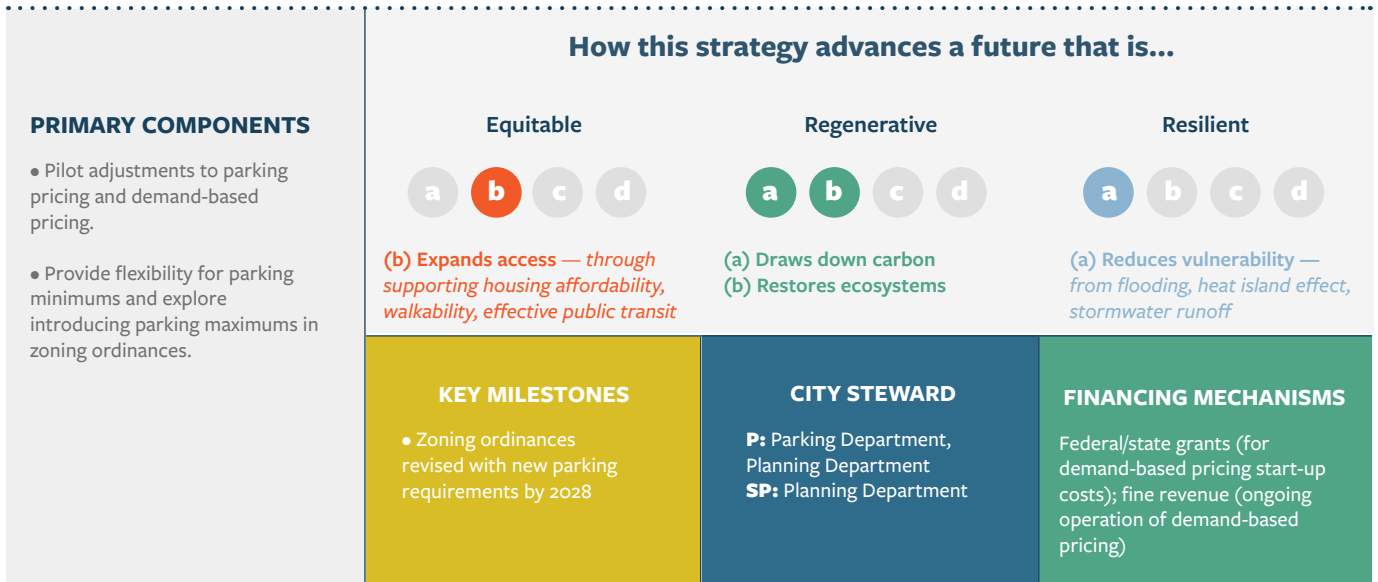 How this strategy advances a future that is...
PRIMARY COMPONENTS
• Pilot adjustments to parking
pricing and demand-based
pricing.
• Provide flexibility for parking
minimums and explore
introducing parking maximums in
zoning ordinances.
Equitable
a b c d
(b) Expands access — through
supporting housing affordability,
walkability, effective public transit
Regenerative
a b c d
(a) Draws down carbon
(b) Restores ecosystems
Resilient
a b c d
(a) Reduces vulnerability —
from flooding, heat island effect,
stormwater runoff
KEY MILESTONES
• Zoning ordinances
revised with new parking
requirements by 2028
CITY STEWARD
P: Parking Department,
Planning Department
SP: Planning Department
FINANCING MECHANISMS
Federal/state grants (for
demand-based pricing start-up
costs); fine revenue (ongoing
operation of demand-based
pricing)